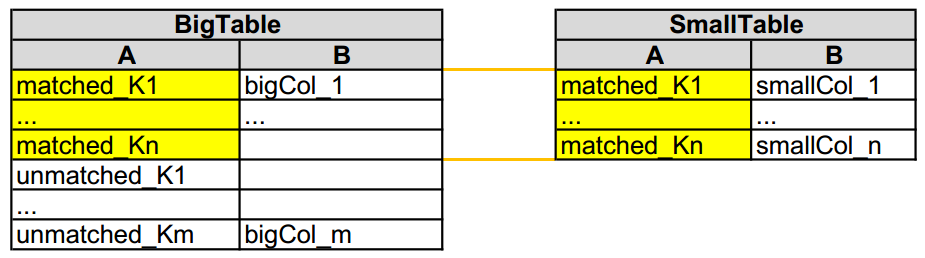 BigTable SmallTable
A B A B
matched_K1 bigCol_1 matched_K1 smallCol_1
... ... ... ...
matched_Kn matched_Kn smallCol_n
unmatched_K1
...
unmatched_Km bigCol_m